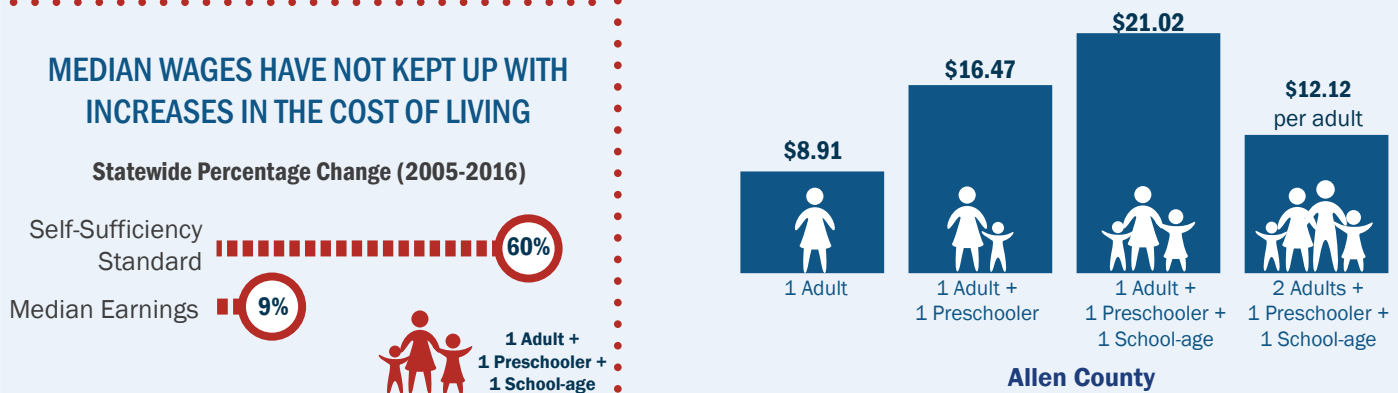 MEDIAN WAGES HAVE NOT KEPT UP WITH
INCREASES IN THE COST OF LIVING
Statewide Percentage Change (2005-2016)
Self-Sufficiency
Standard
60%
Median Earnings
9%
1 Adult +
1 Preschooler +
1 School-age
$8.91
1 Adult
$16.47
1 Adult +
1 Preschooler
$21.02
1 Adult +
1 Preschooler +
1 School-age
$12.12
per adult
2 Adults +
1 Preschooler +
1 School-age
Allen County